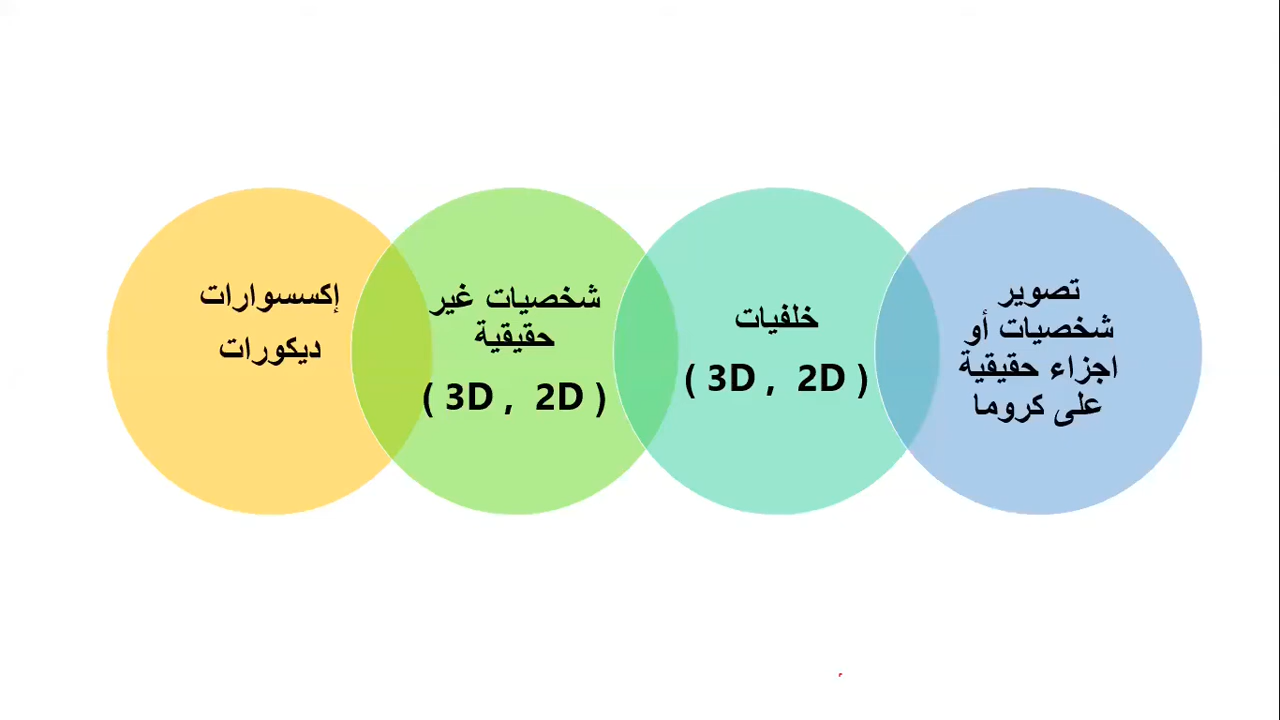 تصوير
شخصيات أو
اجزاء حقيقية
على كروما
خلفيات
( 3D , 2D )
شخصيات غير
حقيقية
( 3D , 2D )
إكسسوارات
ديكورات